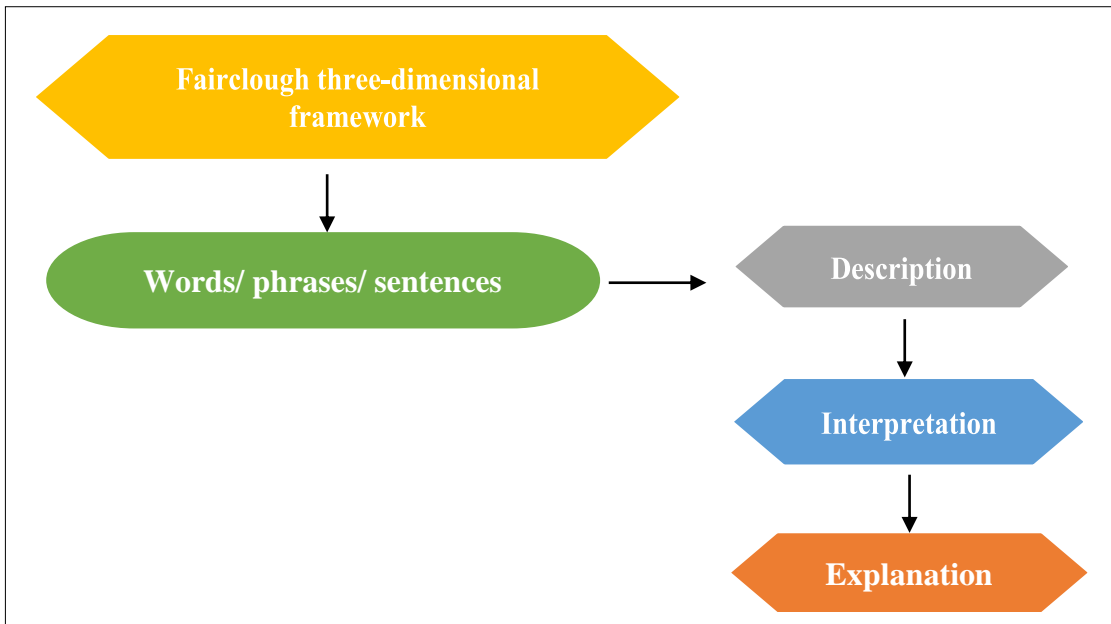 Fairclough three-dimensional
framework
Words/ phrases/ sentences
Description
Interpretation
Explanation